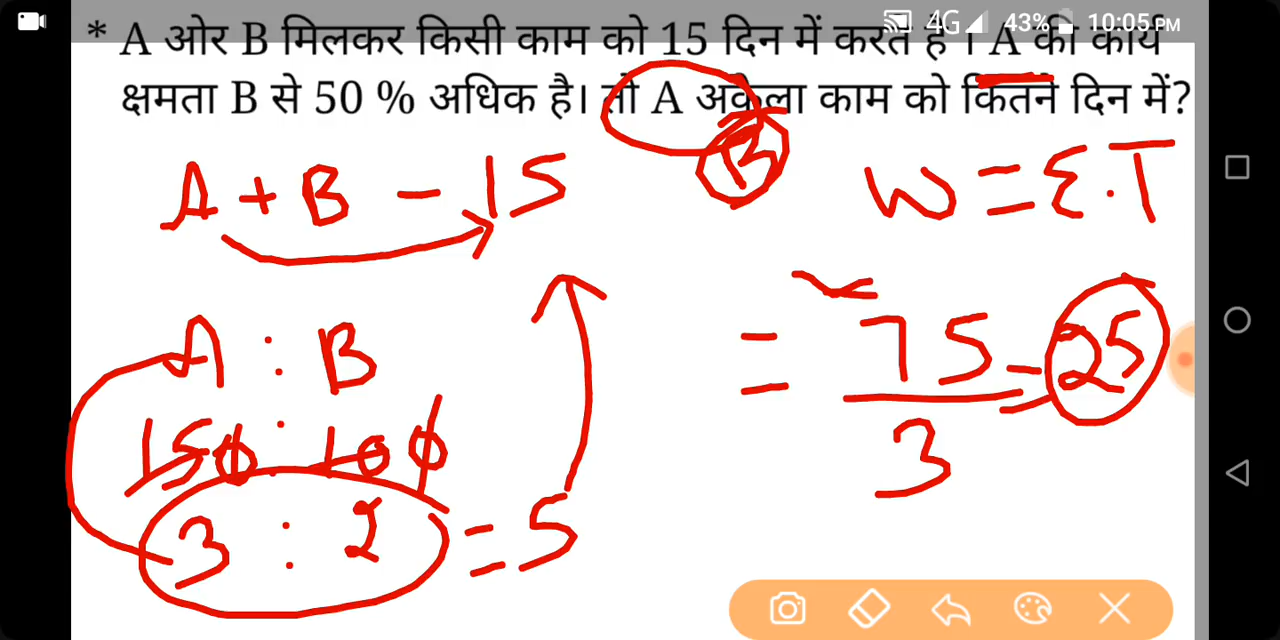 4G 43% 10:05 PM
* A ओर B मिलकर किसी काम को 15 दिन में करते है । A की कार्य
क्षमता B से 50 % अधिक है। तो A अकेला काम को कितने दिन में?
B
A + B - 15
W = E.T
A : B
150 : 100
3 : 2 = 5
= 75/3 = 25